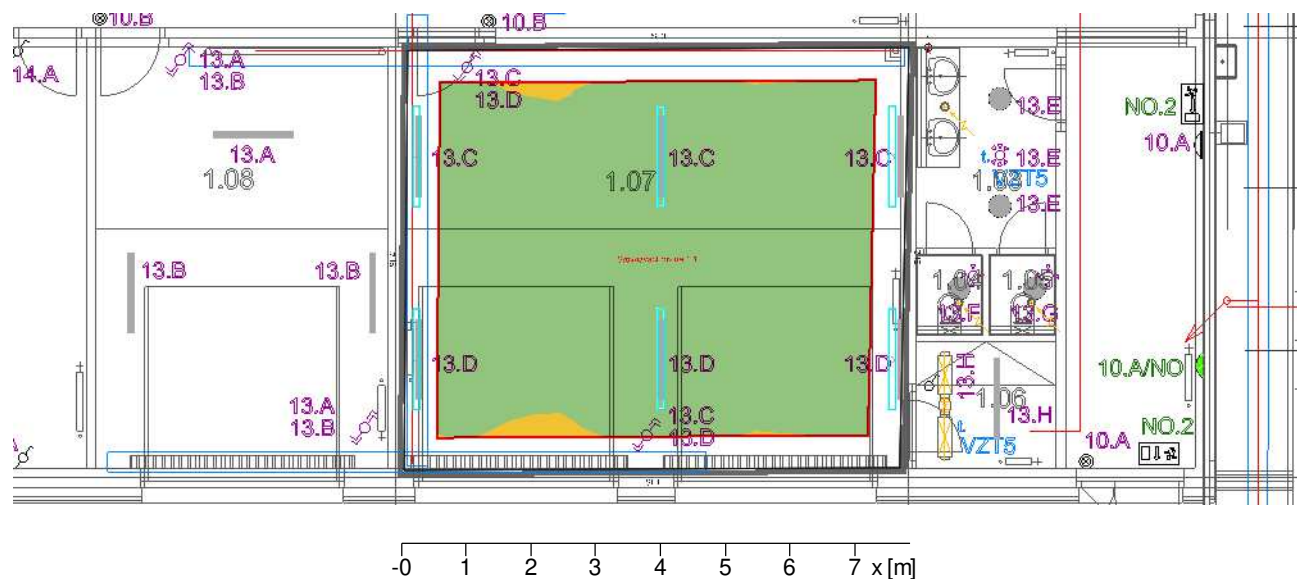 10.B
10.B
14.A
13.A
13.B
13.C
13.D
13.E
NO.2
10.A
13.A
1.08
13.C
13.C
13.C
1.07
t.
13.E
VZT5
13.E
13.B
13.B
1.04
1.05
13.F
13.G
13.D
13.D
13.D
13.H
10.A/NO
1.06
13.A
13.B
13.C
13.D
13.H
t.
VZT5
10.A
NO.2
-0 1 2 3 4 5 6 7 x [m]